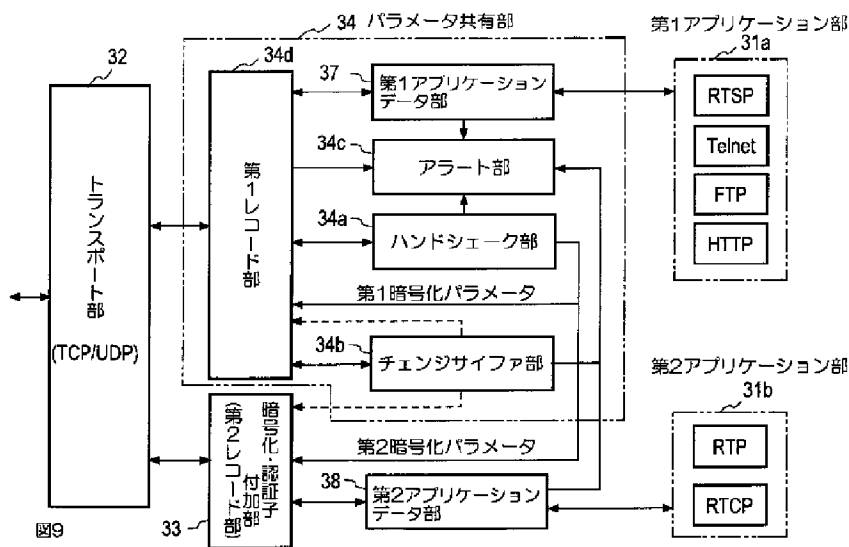 34 パラメータ共有部
第1アプリケーション部
32
34d
37
31a
第1アプリケーション
データ部
RTSP
Telnet
FTP
HTTP
34c
アラート部
34a
ハンドシェーク部
トランスポート部
(TCP/UDP)
第1レコード部
第1暗号化パラメータ
34b
チェンジサイファ部
第2アプリケーション部
31b
RTP
RTCP
暗号化・認証子
付加部
(第2レコード部)
第2暗号化パラメータ
38
第2アプリケーション
データ部
33
図9